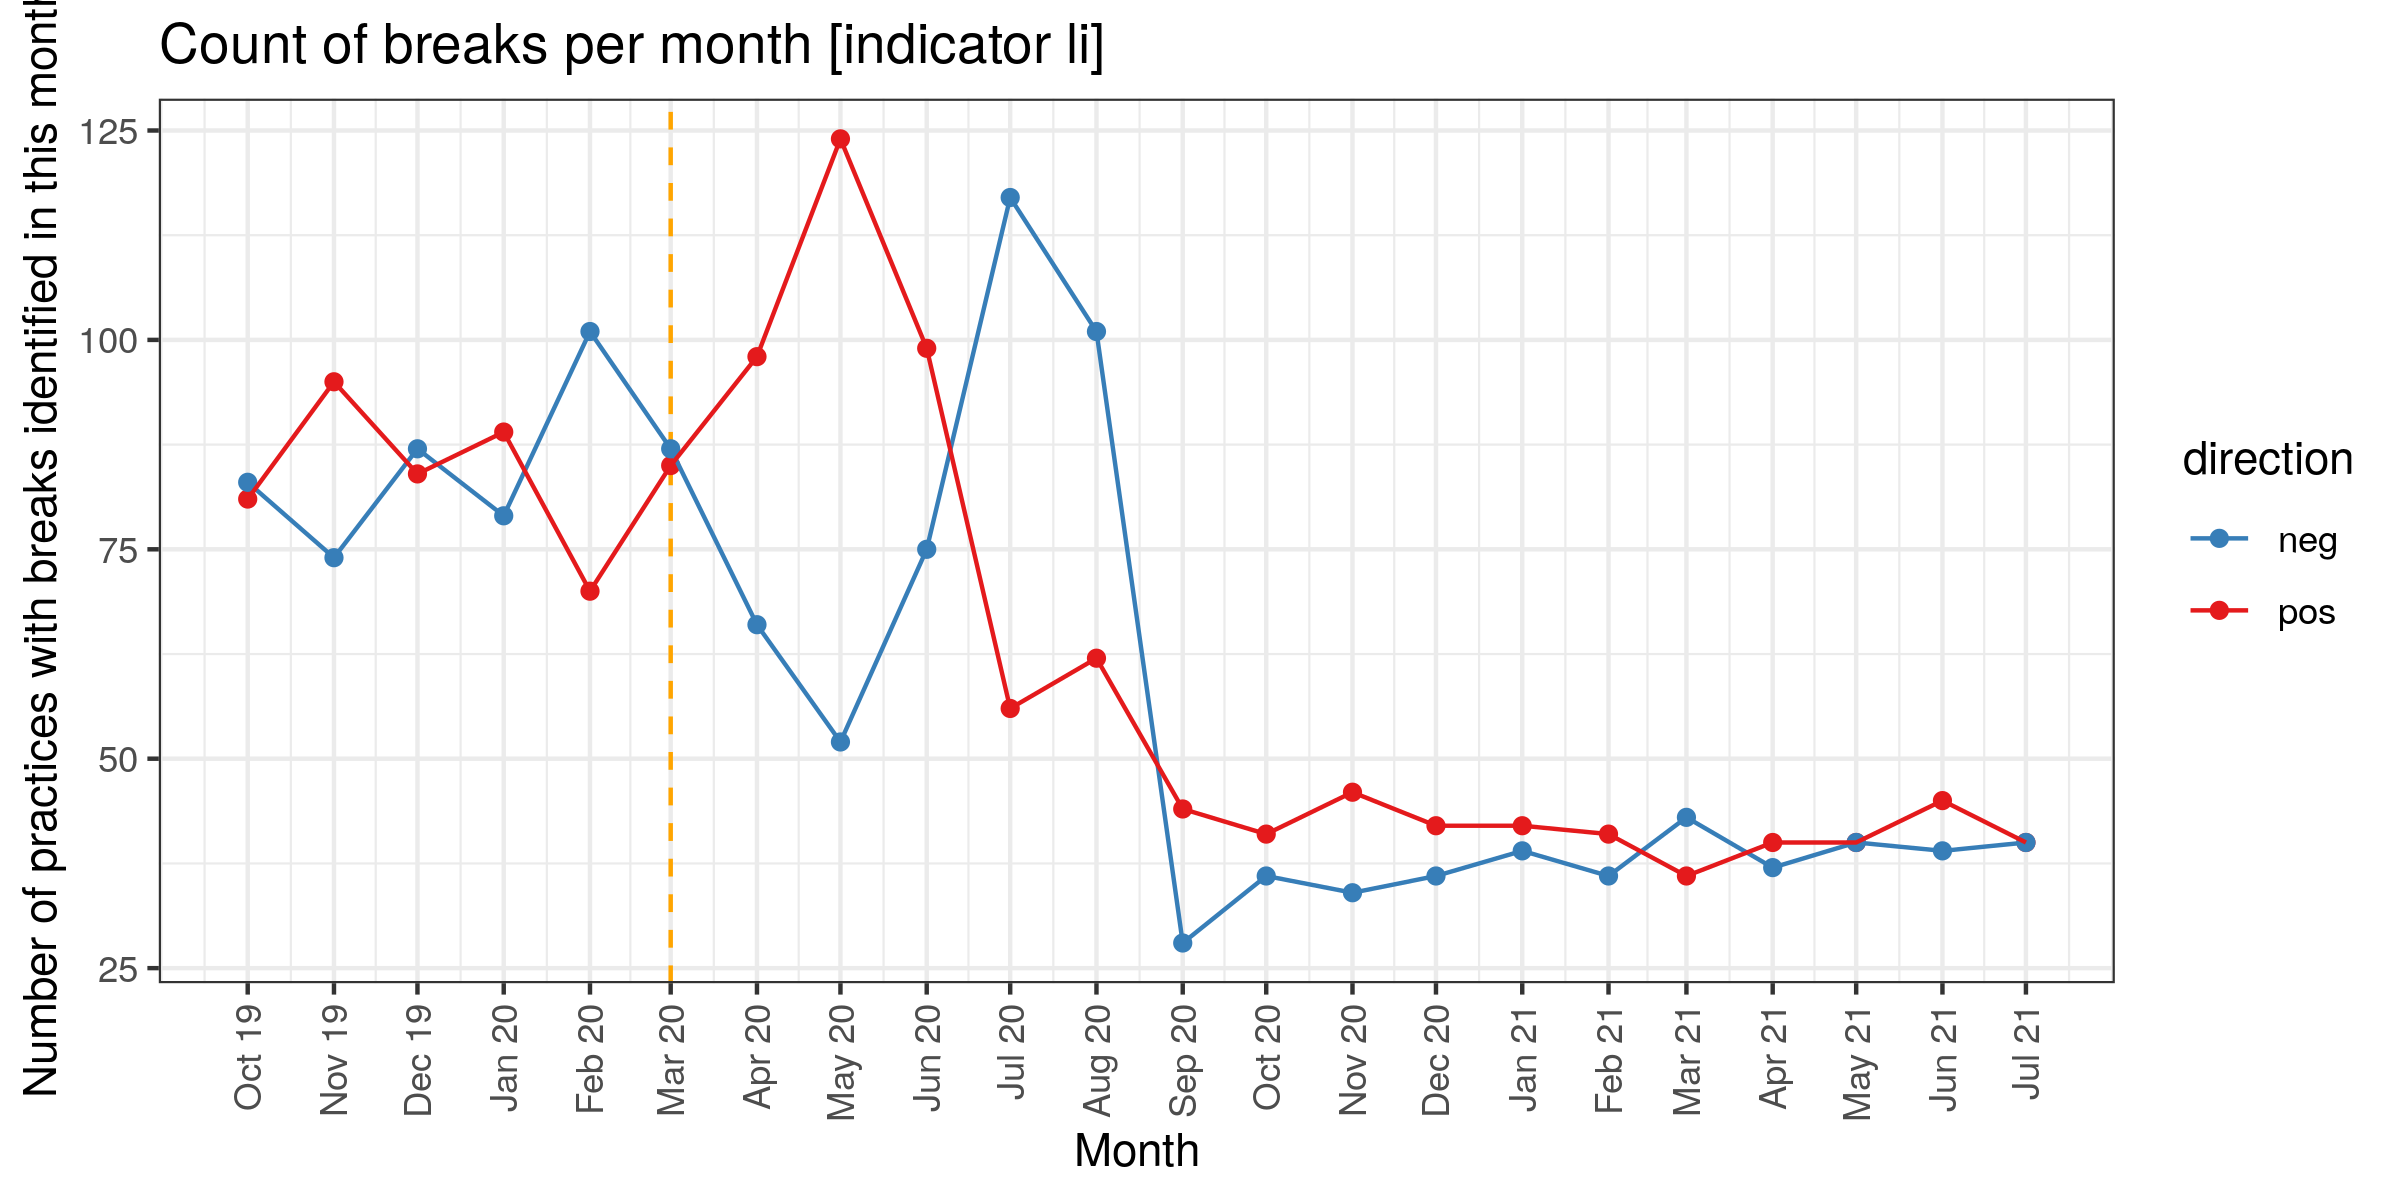 Count of breaks per month [indicator li]
Number of practices with breaks identified in this month
125
100
75
50
25
Oct 19
Nov 19
Dec 19
Jan 20
Feb 20
Mar 20
Apr 20
May 20
Jun 20
Jul 20
Aug 20
Sep 20
Oct 20
Nov 20
Dec 20
Jan 21
Feb 21
Mar 21
Apr 21
May 21
Jun 21
Jul 21
Month
direction
neg
pos